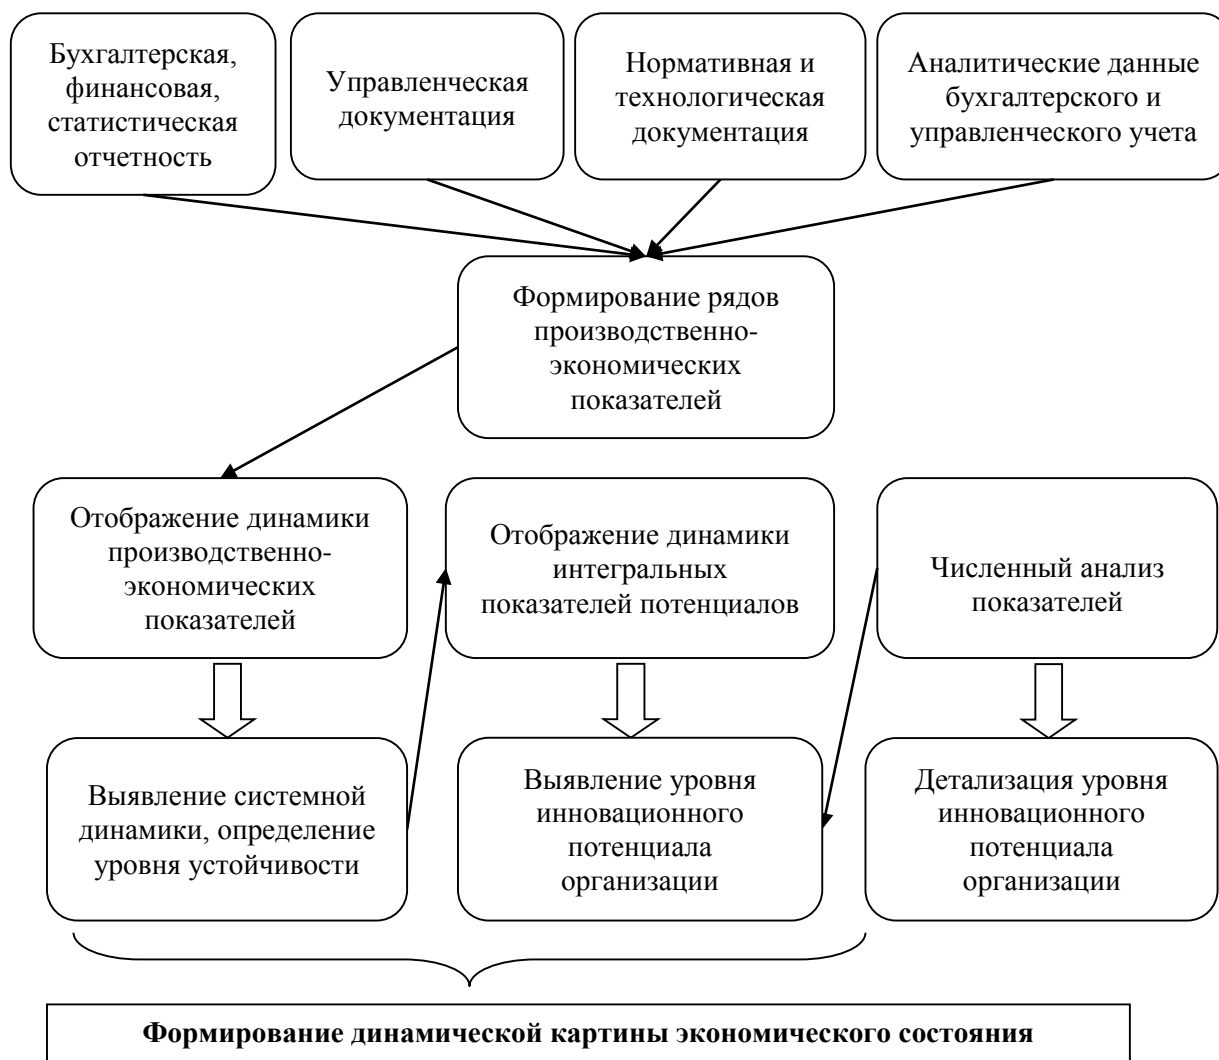 Бухгалтерская,
финансовая,
статистическая
отчетность
Управленческая
документация
Нормативная и
технологическая
документация
Аналитические данные
бухгалтерского и
управленческого учета
Формирование рядов
производственно-
экономических
показателей
Отображение динамики
производственно-
экономических
показателей
Отображение динамики
интегральных
показателей потенциалов
Численный анализ
показателей
Выявление системной
динамики, определение
уровня устойчивости
Выявление уровня
инновационного
потенциала
организации
Детализация уровня
инновационного
потенциала
организации
Формирование динамической картины экономического состояния